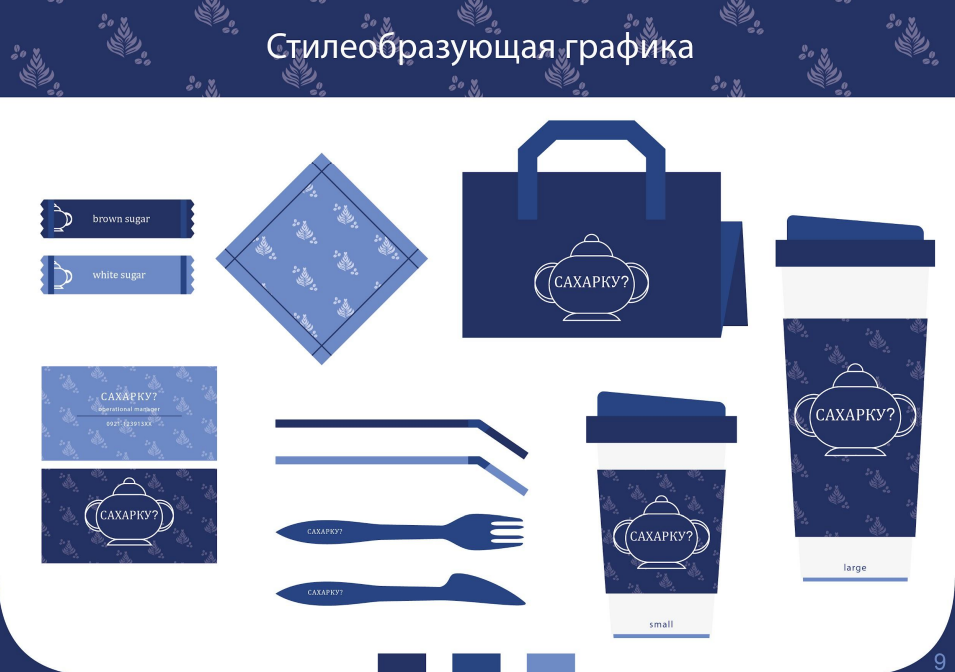 Стилеобразующая графика
brown sugar
white sugar
САХАРКУ?
САХАРКУ?
operational manager
0921-123913XX
САХАРКУ?
САХАРКУ?
САХАРКУ?
САХАРКУ?
small
САХАРКУ?
large
9